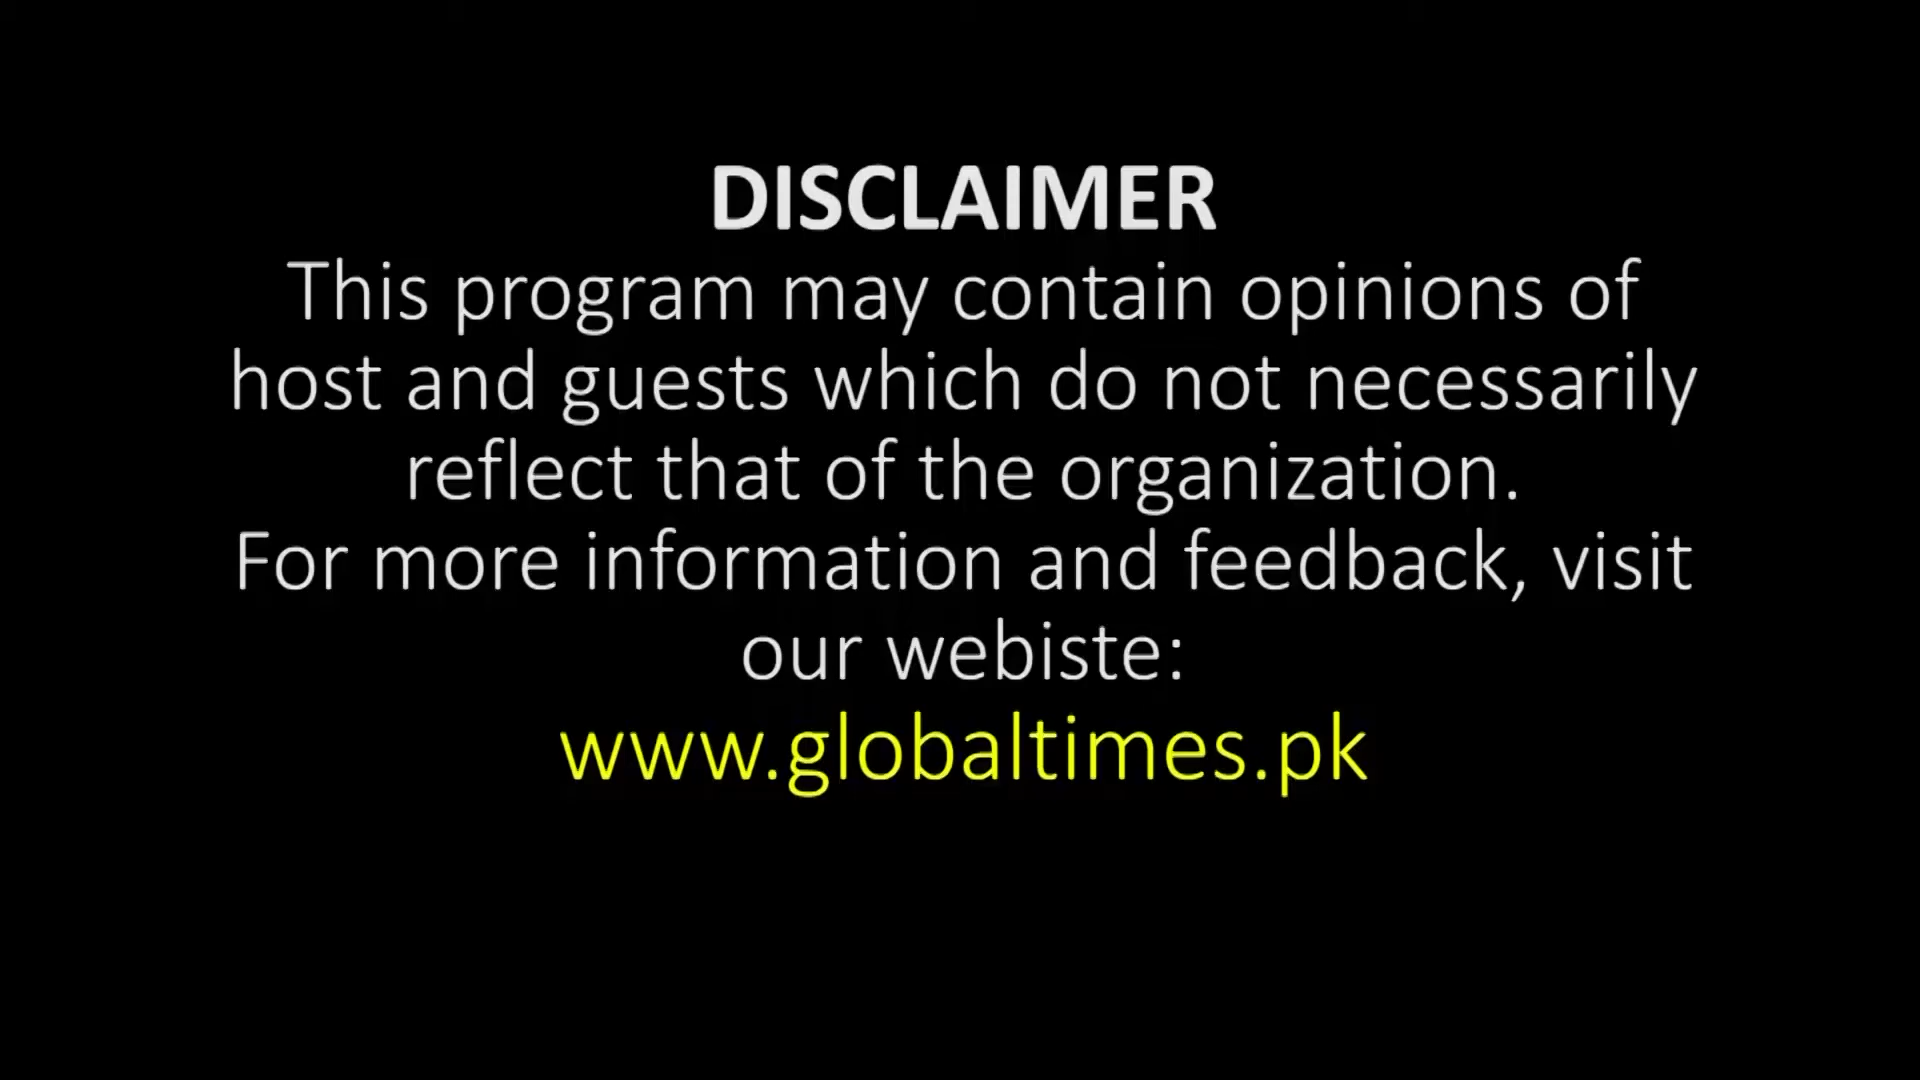 DISCLAIMER
This program may contain opinions of
host and guests which do not necessarily
reflect that of the organization.
For more information and feedback, visit
our webiste:
www.globaltimes.pk